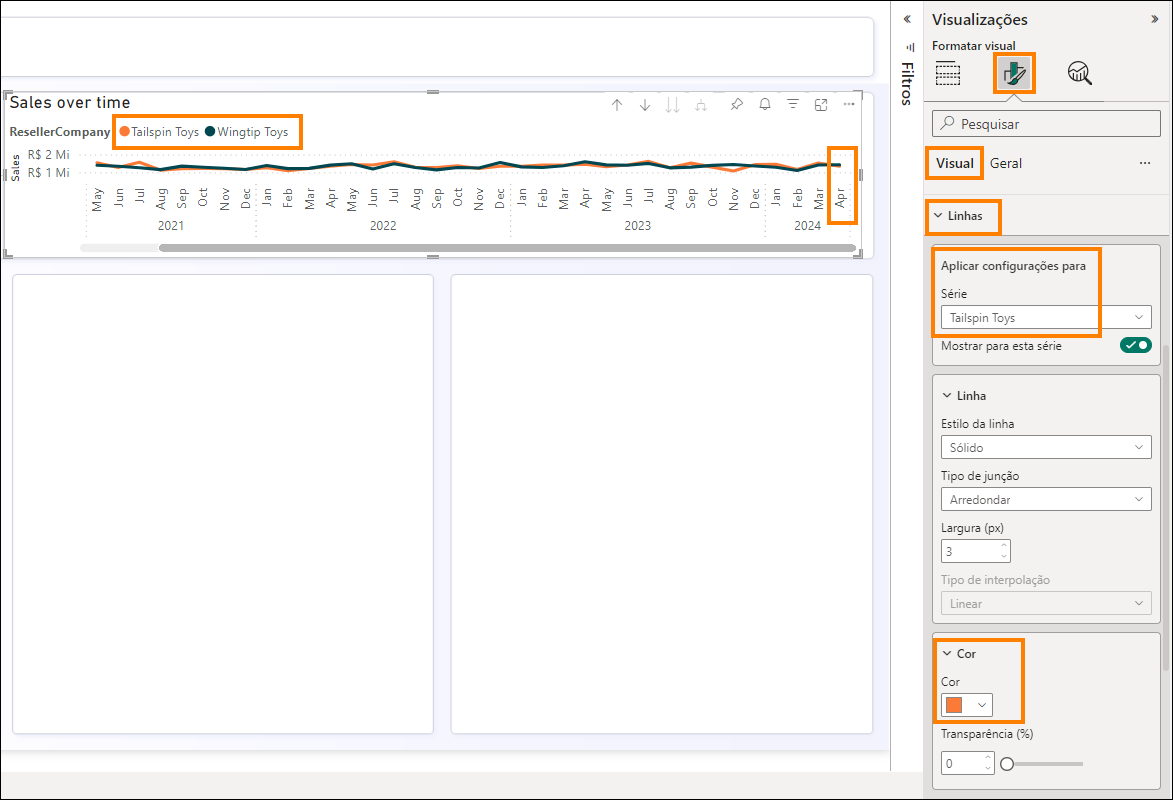 Sales over time
ResellerCompany Tailspin Toys Wingtip Toys
Sales
R$ 2 Mi
R$ 1 Mi
May Jun Jul Aug Sep Oct Nov Dec Jan Feb Mar Apr May Jun Jul Aug Sep Oct Nov Dec Jan Feb Mar Apr May Jun Jul Aug Sep Oct Nov Dec Jan Feb Mar Apr
2021 2022 2023 2024
Filtros
Visualizações
Formatar visual
Pesquisar
Visual Geral
Linhas
Aplicar configurações para
Série
Tailspin Toys
Mostrar para esta série
Linha
Estilo da linha
Sólido
Tipo de junção
Arredondar
Largura (px)
3
Tipo de interpolação
Linear
Cor
Cor
Transparência (%)
0